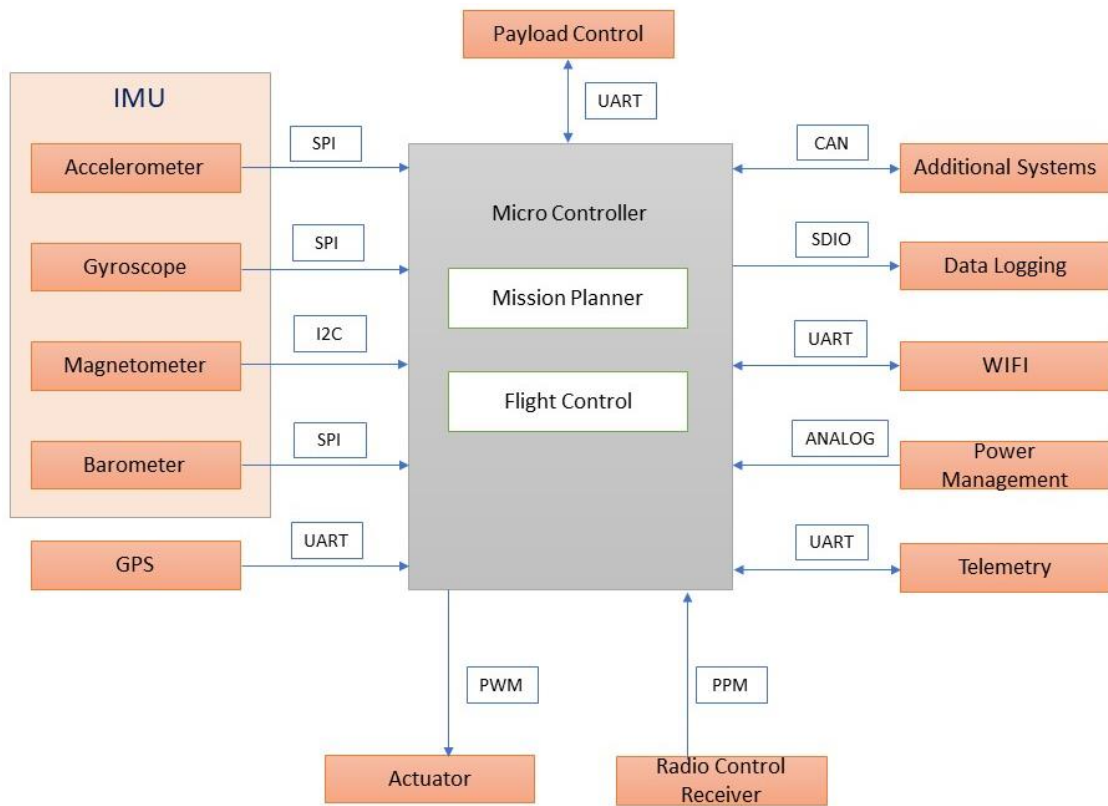 Payload Control
UART
IMU
SPI
Accelerometer
SPI
Gyroscope
I2C
Magnetometer
SPI
Barometer
UART
GPS
Micro Controller
Mission Planner
Flight Control
CAN
Additional Systems
SDIO
Data Logging
UART
WIFI
ANALOG
Power
Management
UART
Telemetry
PWM
PPM
Actuator
Radio Control
Receiver